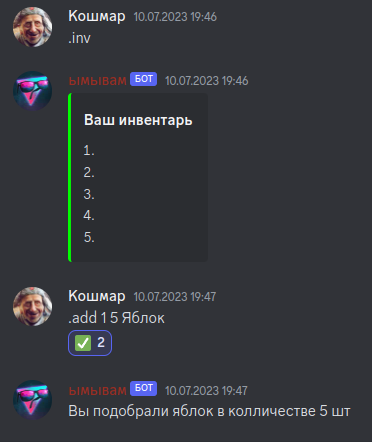 Кошмар 10.07.2023 19:46
.inv
ымывам БОТ 10.07.2023 19:46
Ваш инвентарь
1.
2.
3.
4.
5.
Кошмар 10.07.2023 19:47
.add 1 5 Яблок
2
ымывам БОТ 10.07.2023 19:47
Вы подобрали яблок в колличестве 5 шт